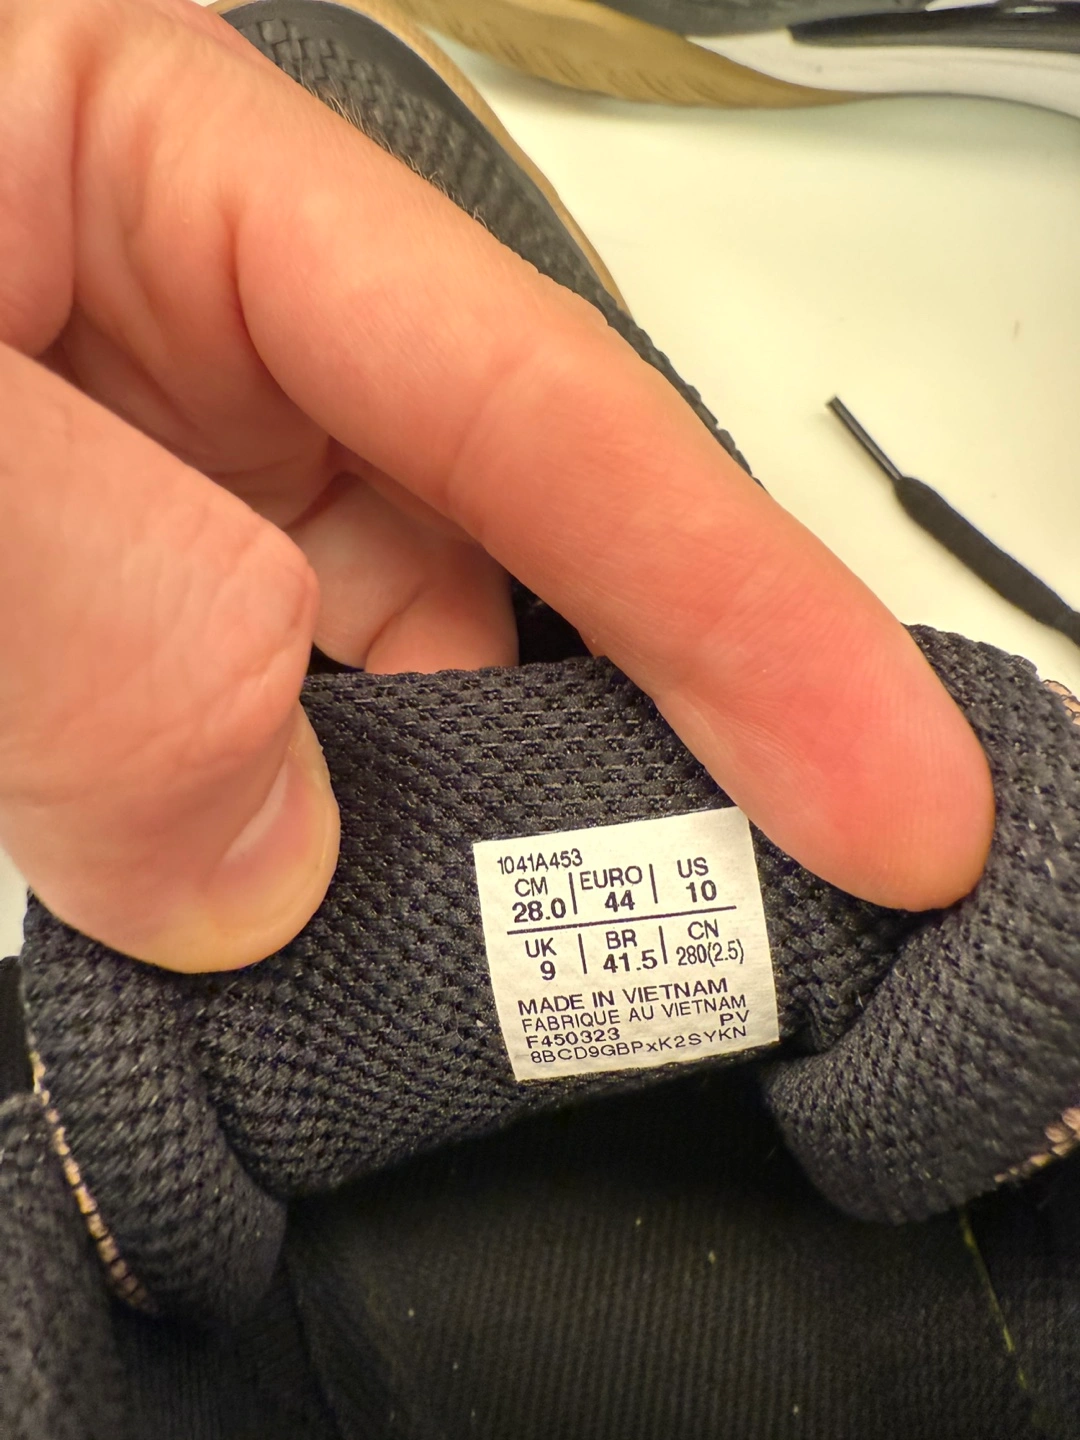 1041A453
CM | EURO | US
28.0 | 44 | 10
UK | BR | CN
9 | 41.5 | 280(2.5)
MADE IN VIETNAM
FABRIQUE AU VIETNAM
F450323 PV
8BCD9GBPxK2SYKN